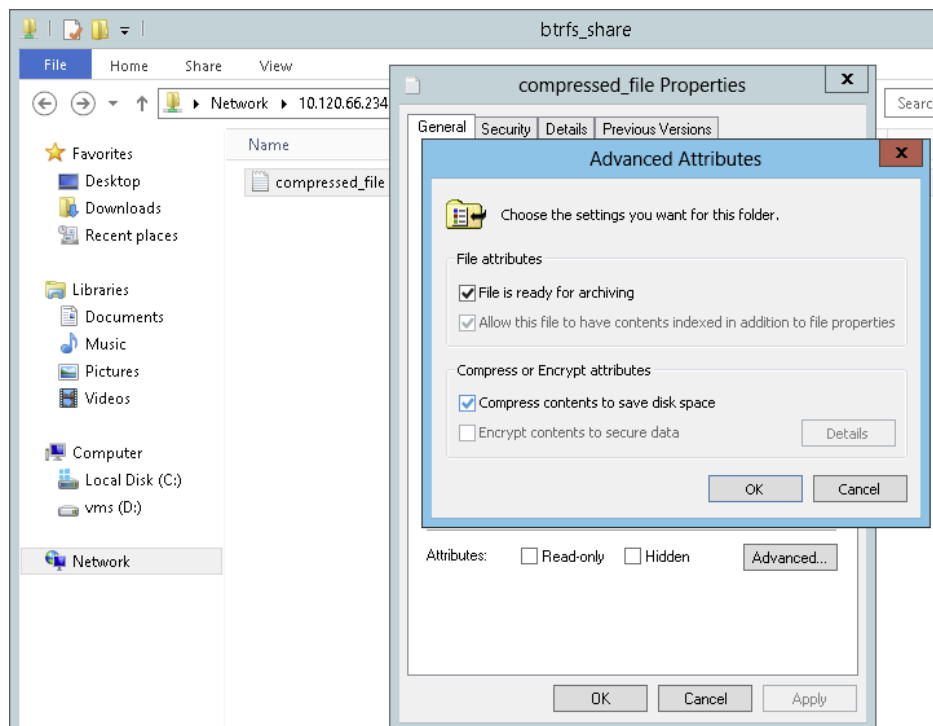 btrfs_share
File Home Share View
Network 10.120.66.234
Searc
Favorites
Desktop
Downloads
Recent places
Libraries
Documents
Music
Pictures
Videos
Computer
Local Disk (C:)
vms (D:)
Network
Name
compressed_file
compressed_file Properties
x
General Security Details Previous Versions
Advanced Attributes
x
Choose the settings you want for this folder.
File attributes
File is ready for archiving
Allow this file to have contents indexed in addition to file properties
Compress or Encrypt attributes
Compress contents to save disk space
Encrypt contents to secure data
Details
OK Cancel
Attributes: Read-only Hidden Advanced...
OK Cancel Apply